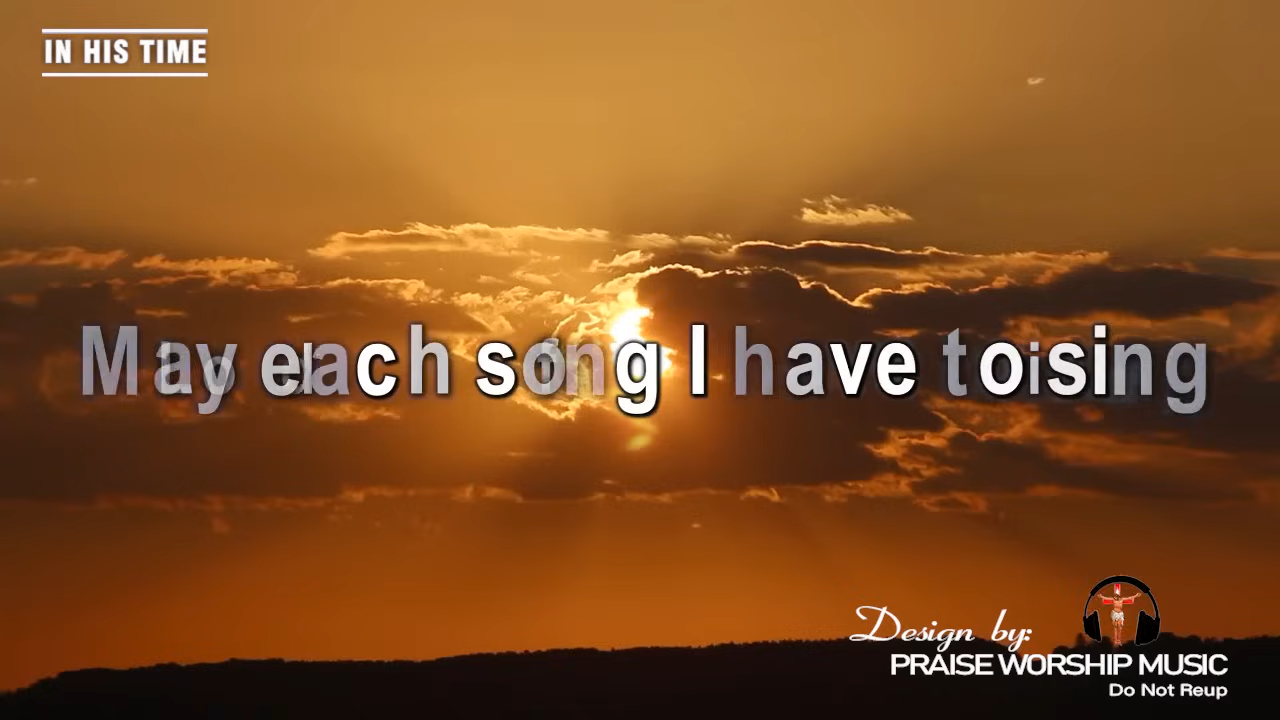 IN HIS TIME
May each song I have to sing
Design by:
PRAISE WORSHIP MUSIC
Do Not Reup